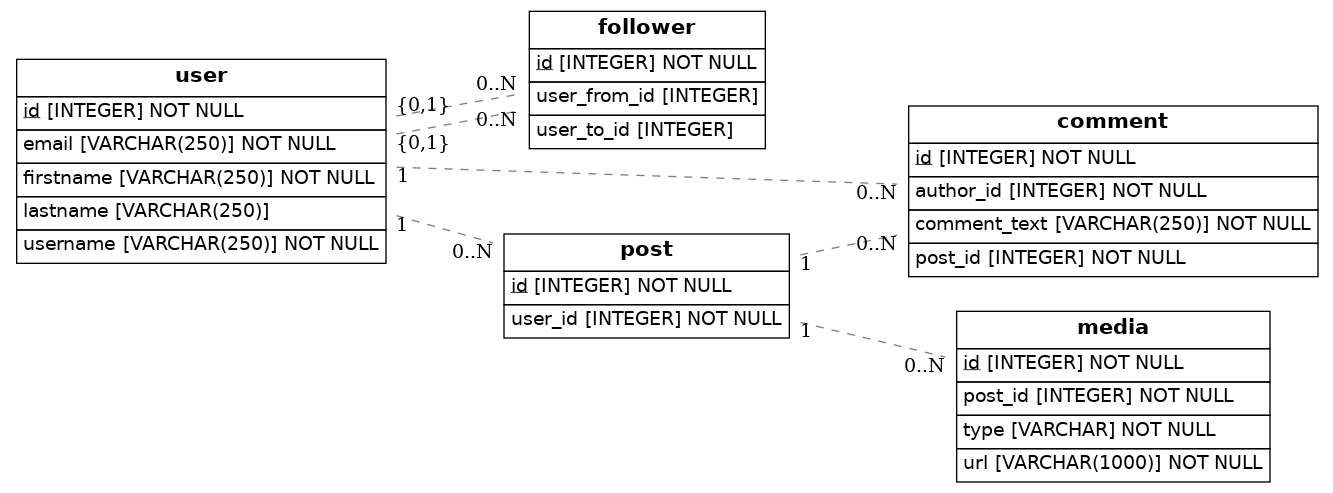 user
id [INTEGER] NOT NULL
email [VARCHAR(250)] NOT NULL
firstname [VARCHAR(250)] NOT NULL
lastname [VARCHAR(250)]
username [VARCHAR(250)] NOT NULL
{0,1}
0..N
{0,1}
0..N
1
0..N
1
0..N
follower
id [INTEGER] NOT NULL
user_from_id [INTEGER]
user_to_id [INTEGER]
post
id [INTEGER] NOT NULL
user_id [INTEGER] NOT NULL
1
0..N
1
0..N
comment
id [INTEGER] NOT NULL
author_id [INTEGER] NOT NULL
comment_text [VARCHAR(250)] NOT NULL
post_id [INTEGER] NOT NULL
media
id [INTEGER] NOT NULL
post_id [INTEGER] NOT NULL
type [VARCHAR] NOT NULL
url [VARCHAR(1000)] NOT NULL